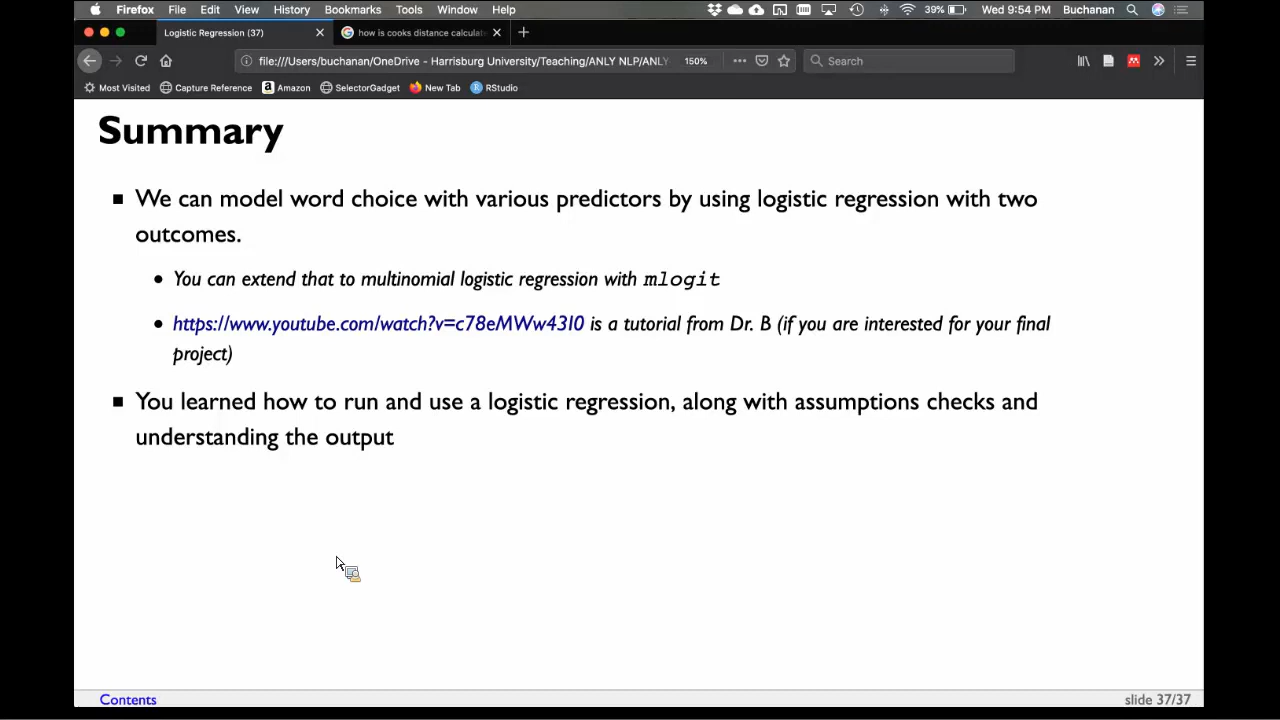 Firefox File Edit View History Bookmarks Tools Window Help 39% Wed 9:54 PM Buchanan
Logistic Regression (37) how is cooks distance calculate
file:///Users/buchanan/OneDrive - Harrisburg University/Teaching/ANLY NLP/ANLY 150% Search
Most Visited Capture Reference Amazon SelectorGadget New Tab RStudio
Summary
We can model word choice with various predictors by using logistic regression with two
outcomes.
You can extend that to multinomial logistic regression with mlogit
https://www.youtube.com/watch?v=c78eMWw43I0 is a tutorial from Dr. B (if you are interested for your final
project)
You learned how to run and use a logistic regression, along with assumptions checks and
understanding the output
Contents slide 37/37